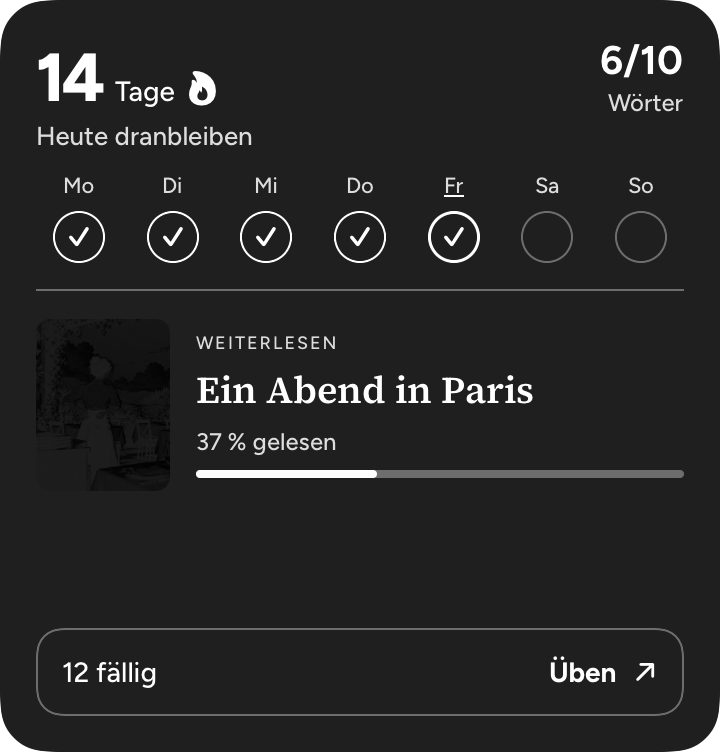 14 Tage
6/10
Wörter
Heute dranbleiben
Mo Di Mi Do Fr Sa So
WEITERLESEN
Ein Abend in Paris
37 % gelesen
12 fällig
Üben